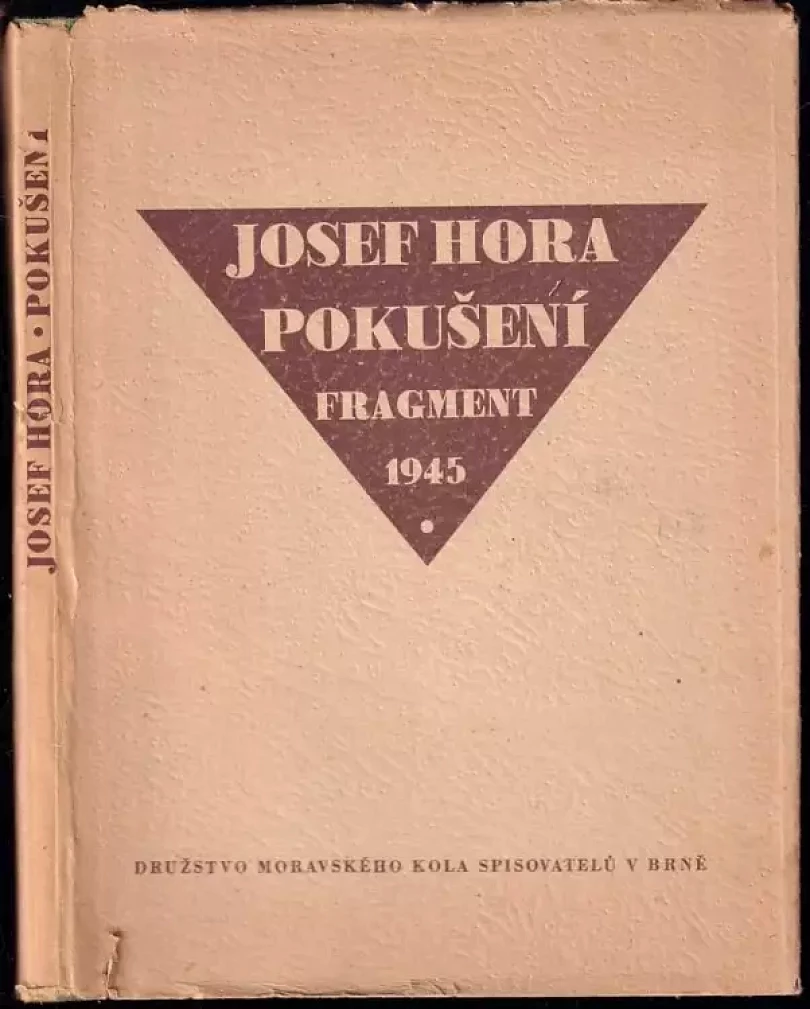 JOSEF HORA · POKUŠENÍ
JOSEF HORA
POKUŠENÍ
FRAGMENT
1945
DRUŽSTVO MORAVSKÉHO KOLA SPISOVATELŮ V BRNĚ